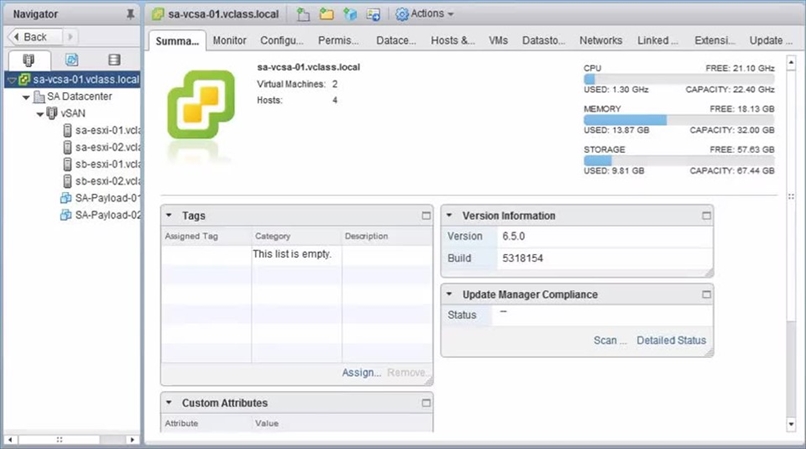 Navigator
Back
sa-vcsa-01.vclass.local
SA Datacenter
vSAN
sa-esxi-01.vcla
sa-esxi-02.vcla
sb-esxi-01.vcla
sb-esxi-02.vcla
SA-Payload-01
SA-Payload-02
sa-vcsa-01.vclass.local Actions
Summa... Monitor Configu... Permis... Datace... Hosts &... VMs Datasto... Networks Linked ... Extensi... Update ...
sa-vcsa-01.vclass.local
Virtual Machines: 2
Hosts: 4
CPU FREE: 21.10 GHz
USED: 1.30 GHz CAPACITY: 22.40 GHz
MEMORY FREE: 18.13 GB
USED: 13.87 GB CAPACITY: 32.00 GB
STORAGE FREE: 57.63 GB
USED: 9.81 GB CAPACITY: 67.44 GB
Tags
Assigned Tag Category Description
This list is empty.
Assign... Remove...
Custom Attributes
Attribute Value
Version Information
Version 6.5.0
Build 5318154
Update Manager Compliance
Status --
Scan ... Detailed Status